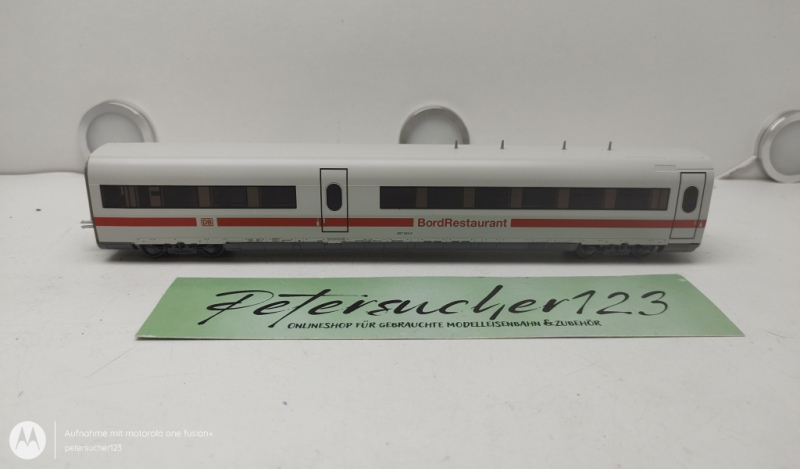 DB
BordRestaurant
Petersucher123
ONLINESHOP FÜR GEBRAUCHTE MODELLEISENBAHN & ZUBEHÖR
Aufnahme mit motorola one fusion+
petersucher123